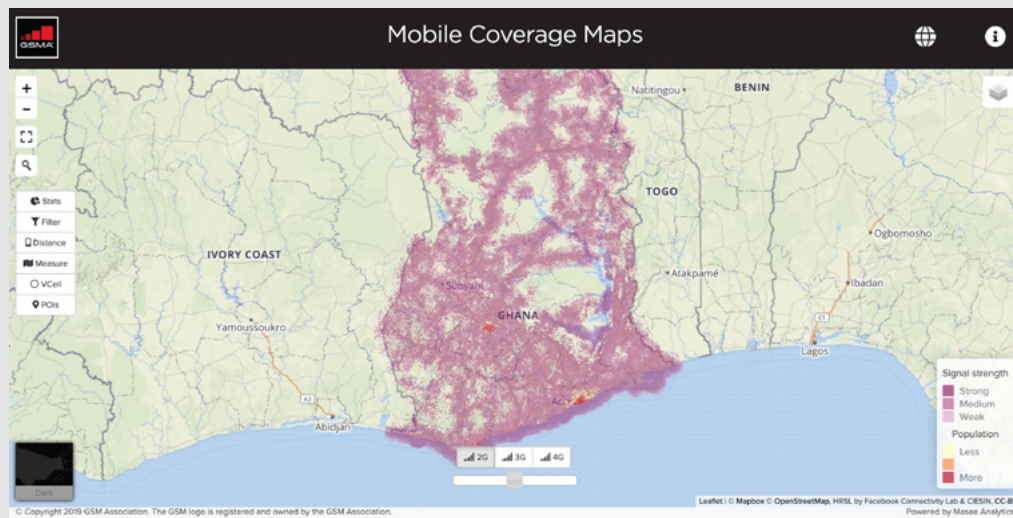 GSMA
Mobile Coverage Maps
Natitingou
BENIN
Stats
Filter
Distance
Measure
VCell
POIs
TOGO
Ogbomosho
IVORY COAST
Atakpamé
Ibadan
Sunyani
GHANA
Yamoussoukro
E1
Lagos
A3
Abidjan
Signal strength
Strong
Medium
Weak
Population
Less
More
2G
3G
4G
Dark
Leaflet | © Mapbox © OpenStreetMap, HRSL by Facebook Connectivity Lab & CIESIN, CC-B
© Copyright 2019 GSM Association. The GSM logo is registered and owned by the GSM Association.
Powered by Masae Analytics